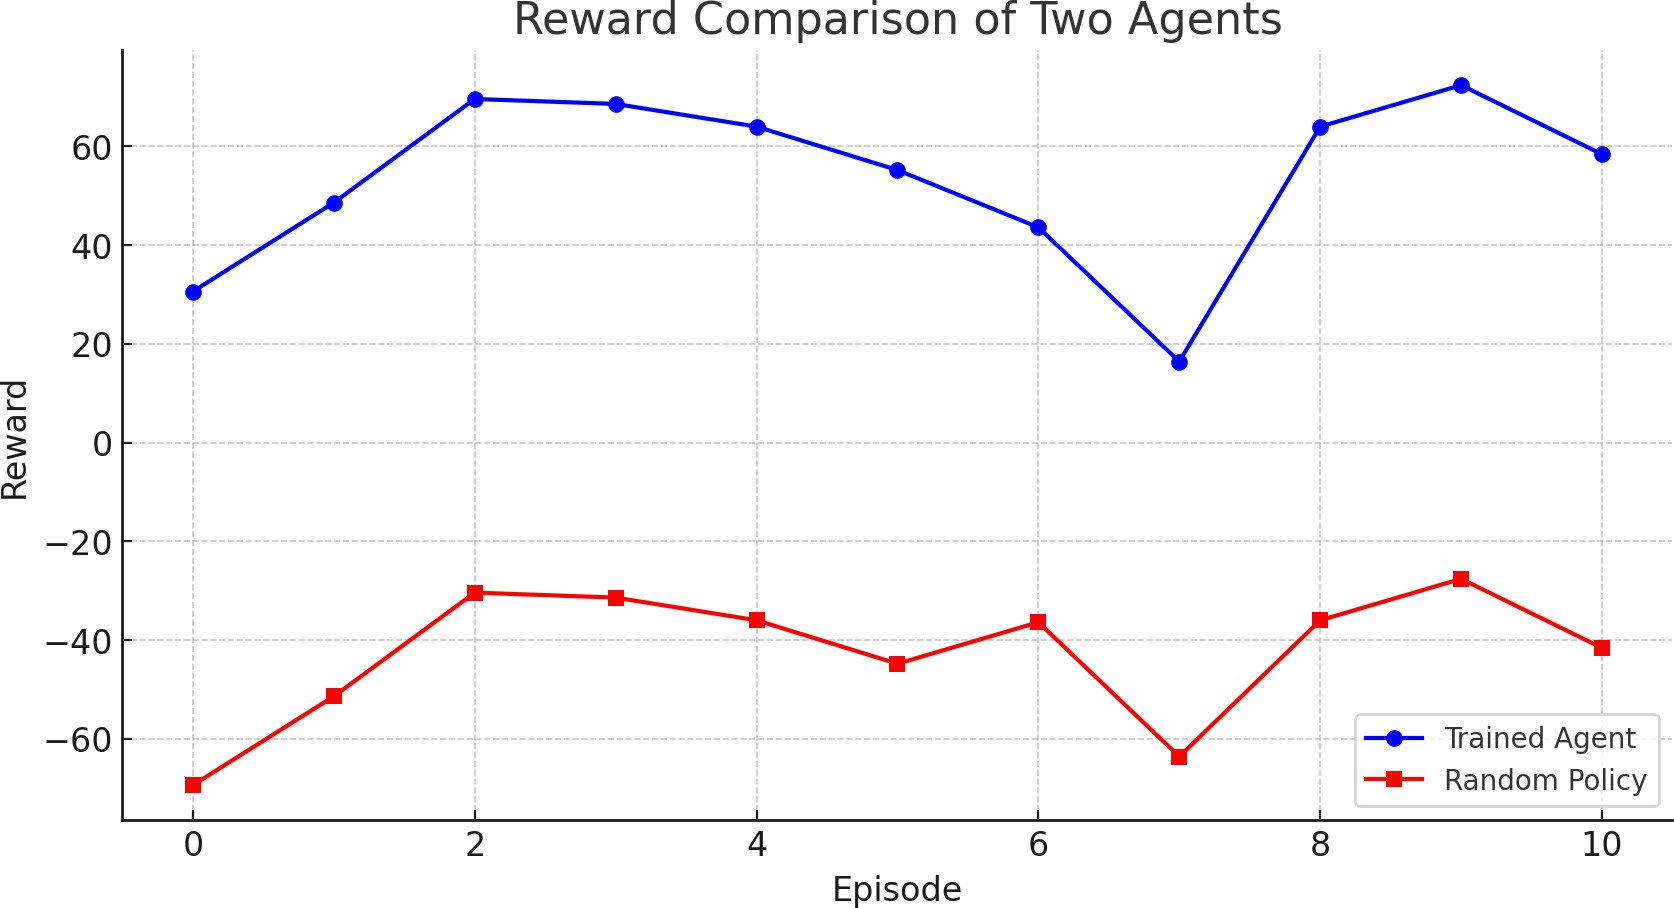 Reward Comparison of Two Agents
60
40
20
0
−20
−40
−60
Reward
0 2 4 6 8 10
Episode
Trained Agent
Random Policy